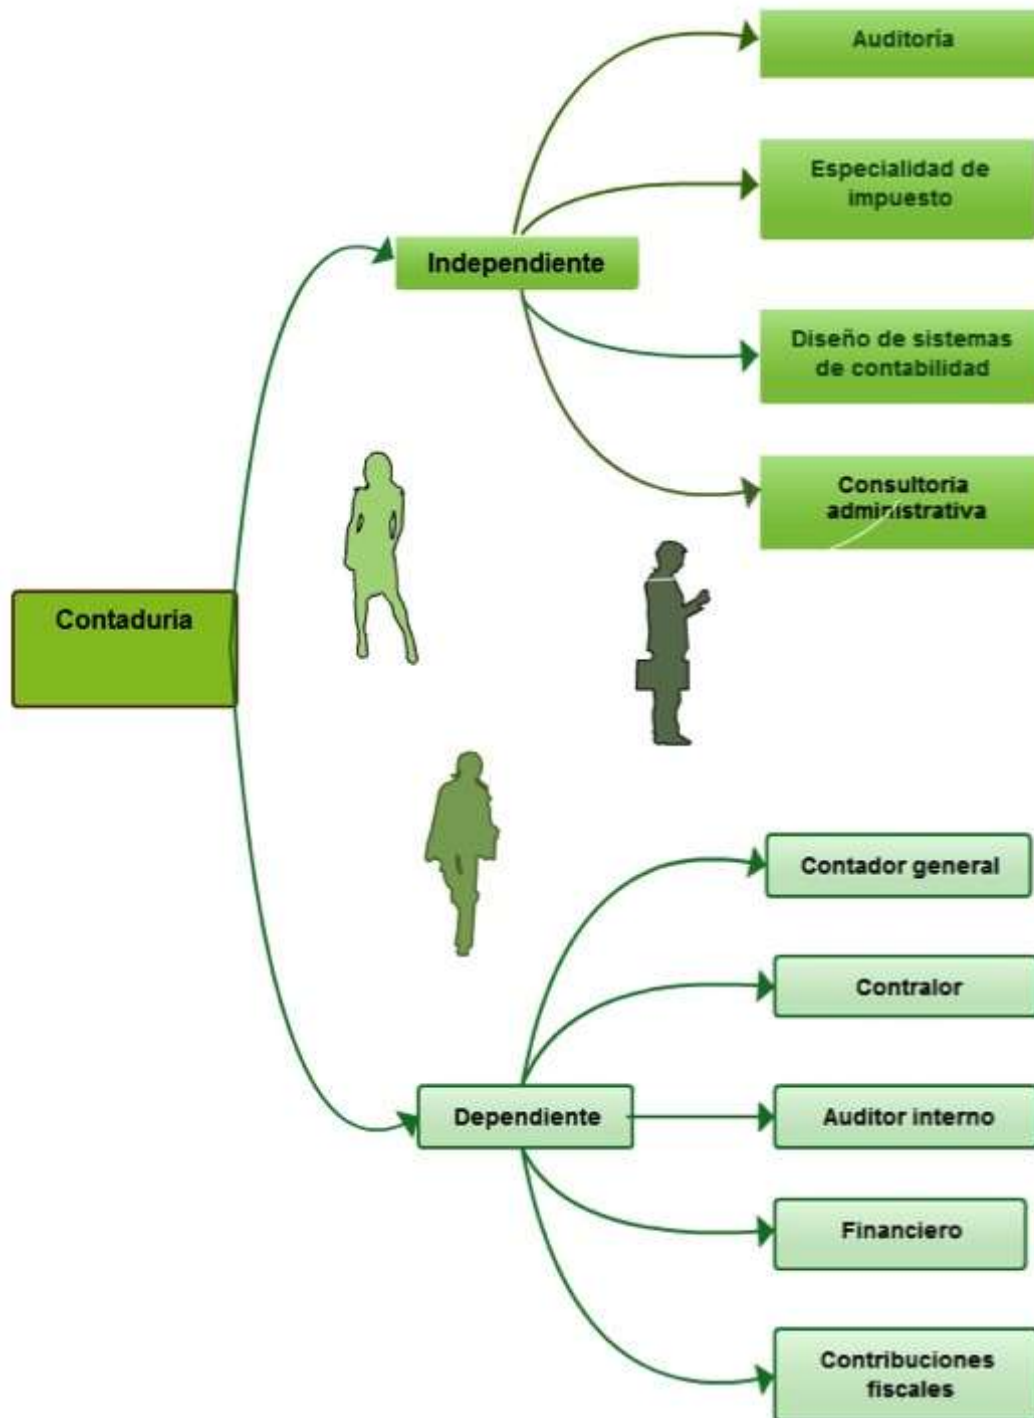 Auditoría
Especialidad de
impuesto
Independiente
Diseño de sistemas
de contabilidad
Consultoria
administrativa
Contaduria
Contador general
Contralor
Dependiente
Auditor interno
Financiero
Contribuciones
fiscales